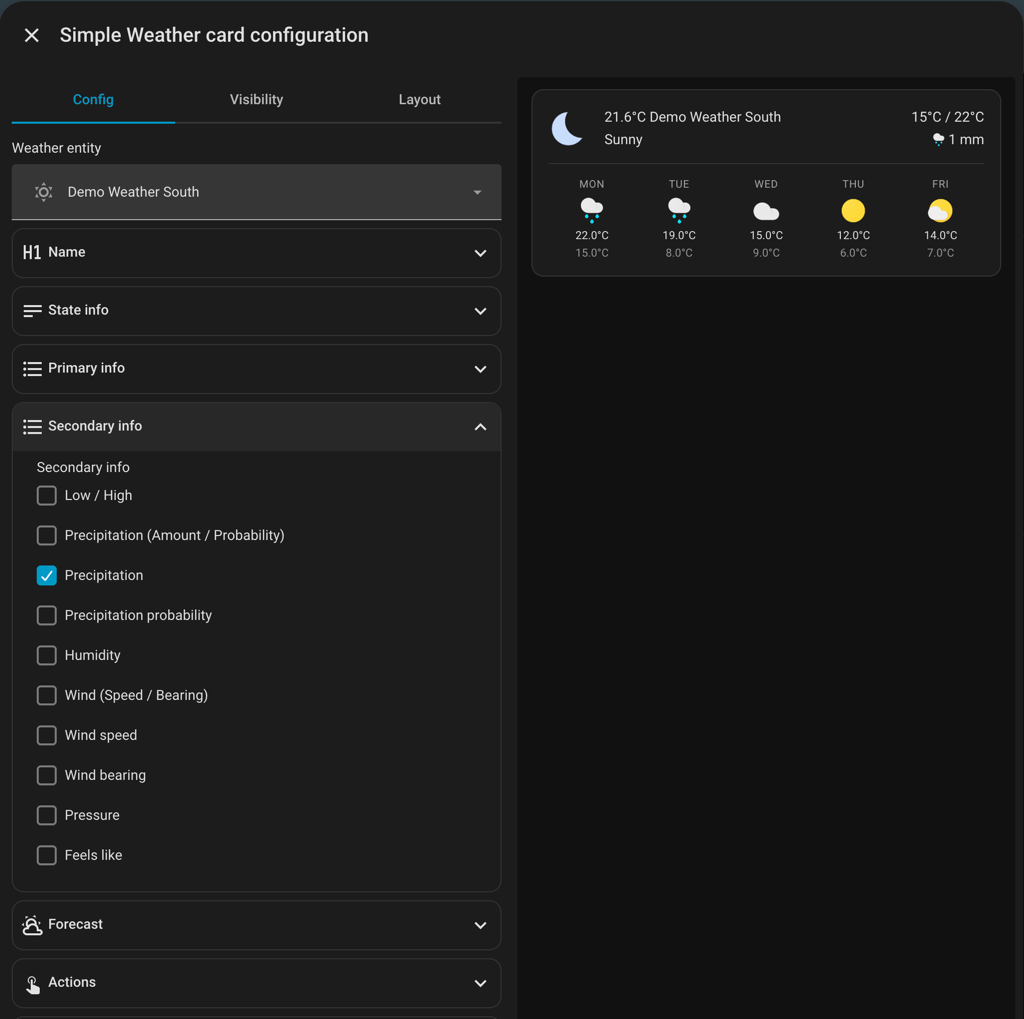 Simple Weather card configuration
Config Visibility Layout
Weather entity
Demo Weather South
H1 Name
State info
Primary info
Secondary info
Secondary info
Low / High
Precipitation (Amount / Probability)
Precipitation
Precipitation probability
Humidity
Wind (Speed / Bearing)
Wind speed
Wind bearing
Pressure
Feels like
Forecast
Actions
21.6°C Demo Weather South 15°C / 22°C
Sunny 1 mm
MON TUE WED THU FRI
22.0°C 19.0°C 15.0°C 12.0°C 14.0°C
15.0°C 8.0°C 9.0°C 6.0°C 7.0°C